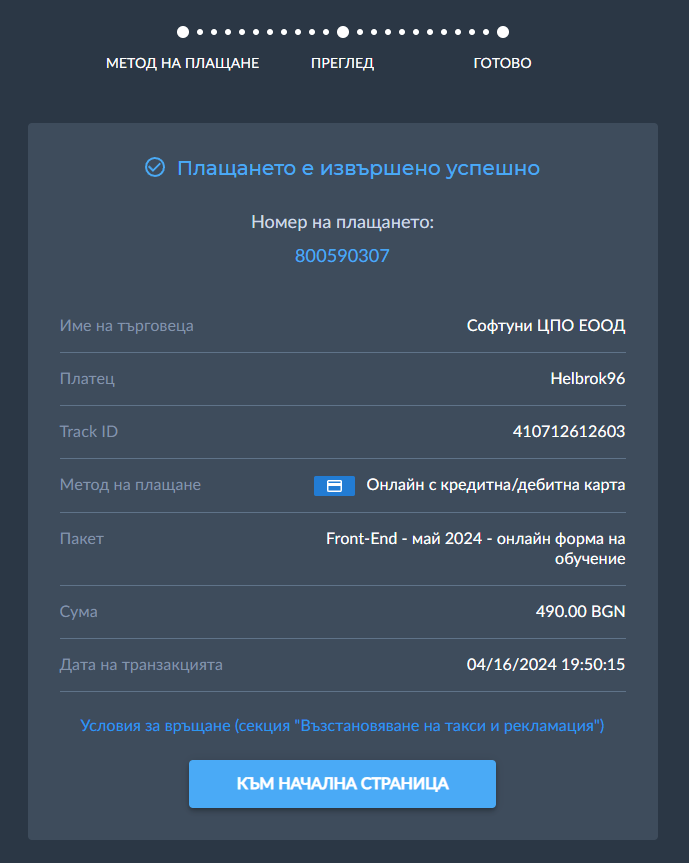 МЕТОД НА ПЛАЩАНЕ ПРЕГЛЕД ГОТОВО
Плащането е извършено успешно
Номер на плащането:
800590307
Име на търговеца Софтуни ЦПО ЕООД
Платец Helbrok96
Track ID 410712612603
Метод на плащане Онлайн с кредитна/дебитна карта
Пакет Front-End - май 2024 - онлайн форма на
обучение
Сума 490.00 BGN
Дата на транзакцията 04/16/2024 19:50:15
Условия за връщане (секция "Възстановяване на такси и рекламация")
КЪМ НАЧАЛНА СТРАНИЦА